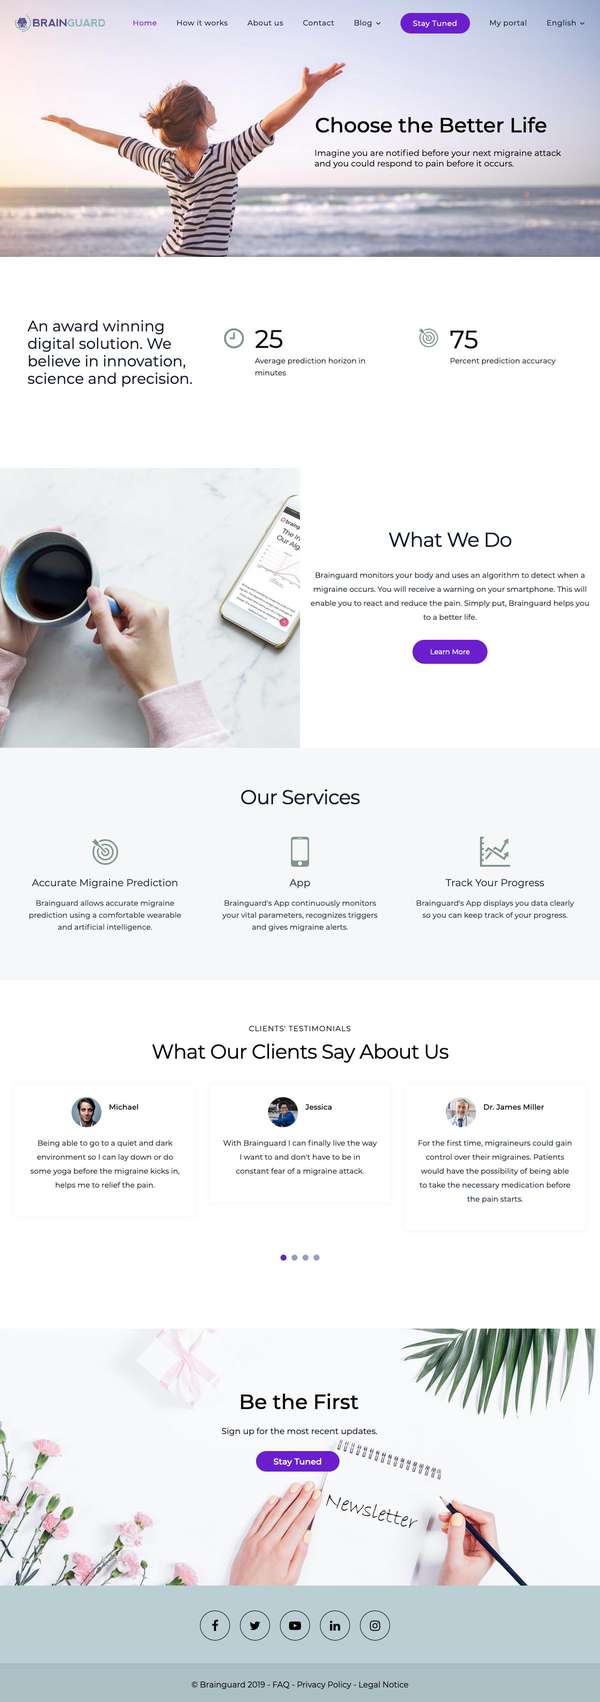 BRAINGUARD
Home
How it works
About us
Contact
Blog
Stay Tuned
My portal
English
Choose the Better Life
Imagine you are notified before your next migraine attack
and you could respond to pain before it occurs.
An award winning
digital solution. We
believe in innovation,
science and precision.
25
Average prediction horizon in
minutes
75
Percent prediction accuracy
What We Do
Brainguard monitors your body and uses an algorithm to detect when a
migraine occurs. You will receive a warning on your smartphone. This will
enable you to react and reduce the pain. Simply put, Brainguard helps you
to a better life.
Learn More
Our Services
Accurate Migraine Prediction
Brainguard allows accurate migraine
prediction using a comfortable wearable
and artificial intelligence.
App
Brainguard's App continuously monitors
your vital parameters, recognizes triggers
and gives migraine alerts.
Track Your Progress
Brainguard's App displays you data clearly
so you can keep track of your progress.
CLIENTS' TESTIMONIALS
What Our Clients Say About Us
Michael
Being able to go to a quiet and dark
environment so I can lay down or do
some yoga before the migraine kicks in,
helps me to relief the pain.
Jessica
With Brainguard I can finally live the way
I want to and don't have to be in
constant fear of a migraine attack.
Dr. James Miller
For the first time, migraineurs could gain
control over their migraines. Patients
would have the possibility of being able
to take the necessary medication before
the pain starts.
Be the First
Sign up for the most recent updates.
Stay Tuned
Newsletter
© Brainguard 2019 - FAQ - Privacy Policy - Legal Notice